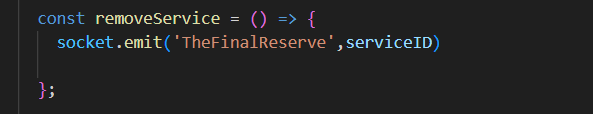 const removeService = () => {
socket.emit('TheFinalReserve',serviceID)
};